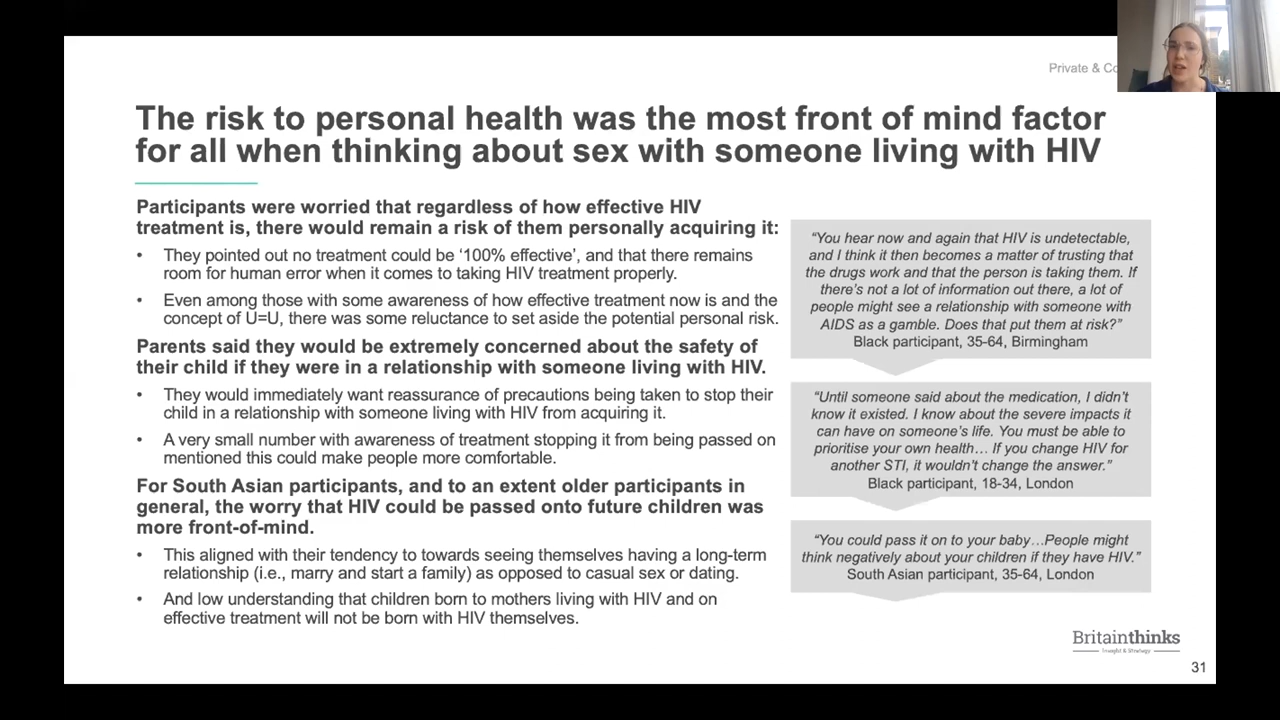 Private & Co
The risk to personal health was the most front of mind factor
for all when thinking about sex with someone living with HIV
Participants were worried that regardless of how effective HIV
treatment is, there would remain a risk of them personally acquiring it:
• They pointed out no treatment could be ‘100% effective’, and that there remains
room for human error when it comes to taking HIV treatment properly.
• Even among those with some awareness of how effective treatment now is and the
concept of U=U, there was some reluctance to set aside the potential personal risk.
Parents said they would be extremely concerned about the safety of
their child if they were in a relationship with someone living with HIV.
• They would immediately want reassurance of precautions being taken to stop their
child in a relationship with someone living with HIV from acquiring it.
• A very small number with awareness of treatment stopping it from being passed on
mentioned this could make people more comfortable.
For South Asian participants, and to an extent older participants in
general, the worry that HIV could be passed onto future children was
more front-of-mind.
• This aligned with their tendency to towards seeing themselves having a long-term
relationship (i.e., marry and start a family) as opposed to casual sex or dating.
• And low understanding that children born to mothers living with HIV and on
effective treatment will not be born with HIV themselves.
“You hear now and again that HIV is undetectable,
and I think it then becomes a matter of trusting that
the drugs work and that the person is taking them. If
there’s not a lot of information out there, a lot of
people might see a relationship with someone with
AIDS as a gamble. Does that put them at risk?”
Black participant, 35-64, Birmingham
“Until someone said about the medication, I didn’t
know it existed. I know about the severe impacts it
can have on someone’s life. You must be able to
prioritise your own health… If you change HIV for
another STI, it wouldn’t change the answer.”
Black participant, 18-34, London
“You could pass it on to your baby…People might
think negatively about your children if they have HIV.”
South Asian participant, 35-64, London
Britainthinks
Insight & Strategy
31